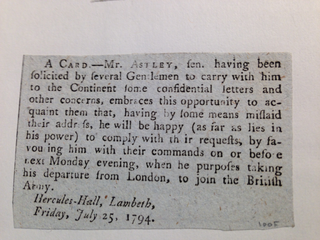 A CARD.—Mr. ASTLEY, sen. having been
solicited by several Gentlemen to carry with him
to the Continent some confidential letters and
other concerns, embraces this opportunity to ac-
quaint them that, having by some means mislaid
their address, he will be happy (as far as lies in
his power) to comply with their requests, by fa-
vouring him with their commands on or before
next Monday evening, when he purposes taking
his departure from London, to join the British
Army.
Hercules-Hall, Lambeth,
Friday, July 25, 1794.
1005